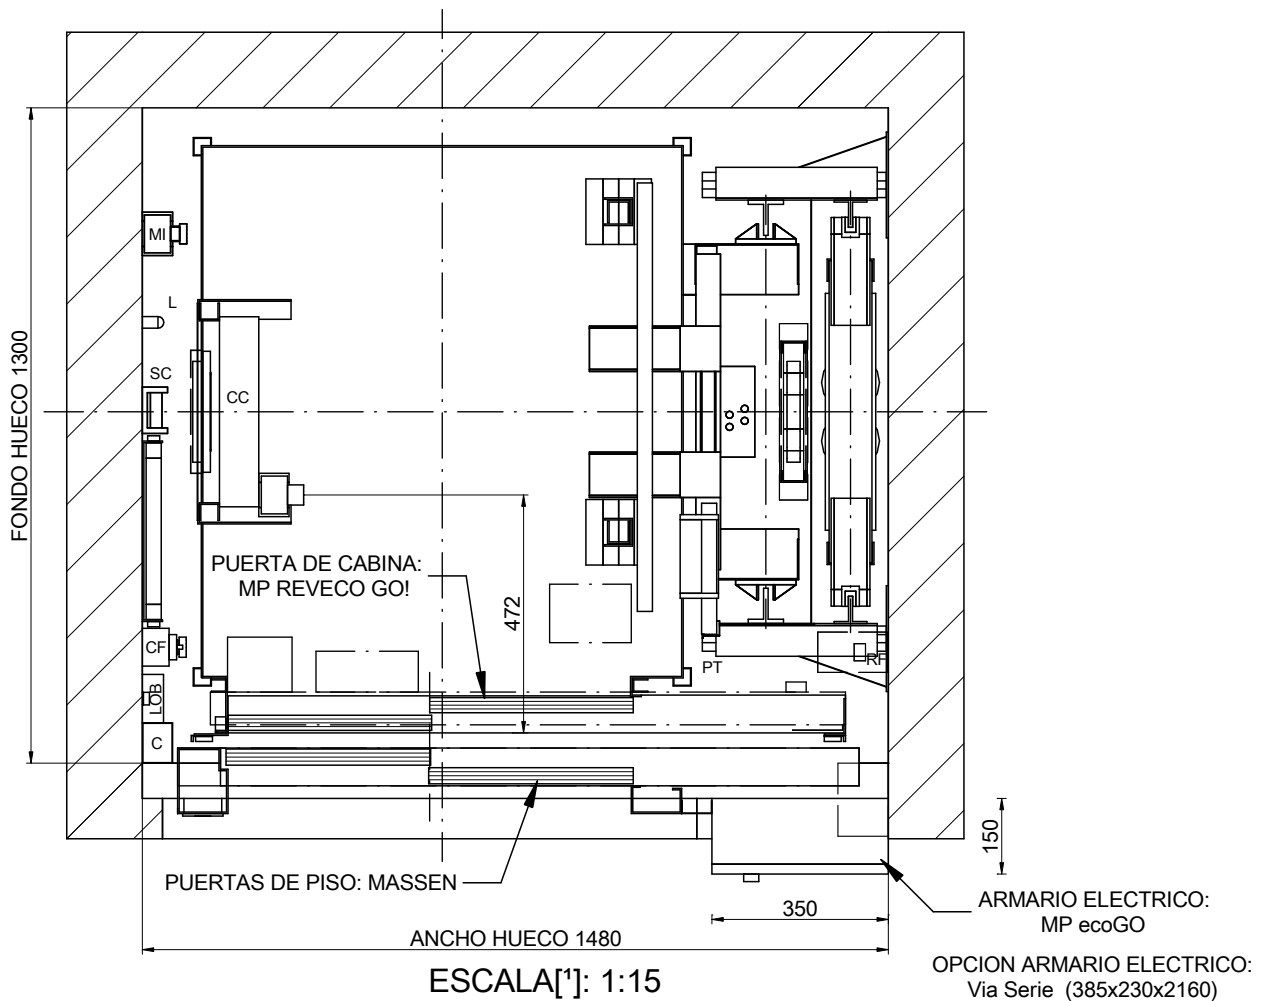 MI
L
FONDO HUECO 1300
SC
CC
PUERTA DE CABINA:
MP REVECO GO!
472
CF
PT
RF
LOB
C
150
PUERTAS DE PISO: MASSEN
350
ARMARIO ELECTRICO:
MP ecoGO
ANCHO HUECO 1480
ESCALA[¹]: 1:15
OPCION ARMARIO ELECTRICO:
Via Serie (385x230x2160)